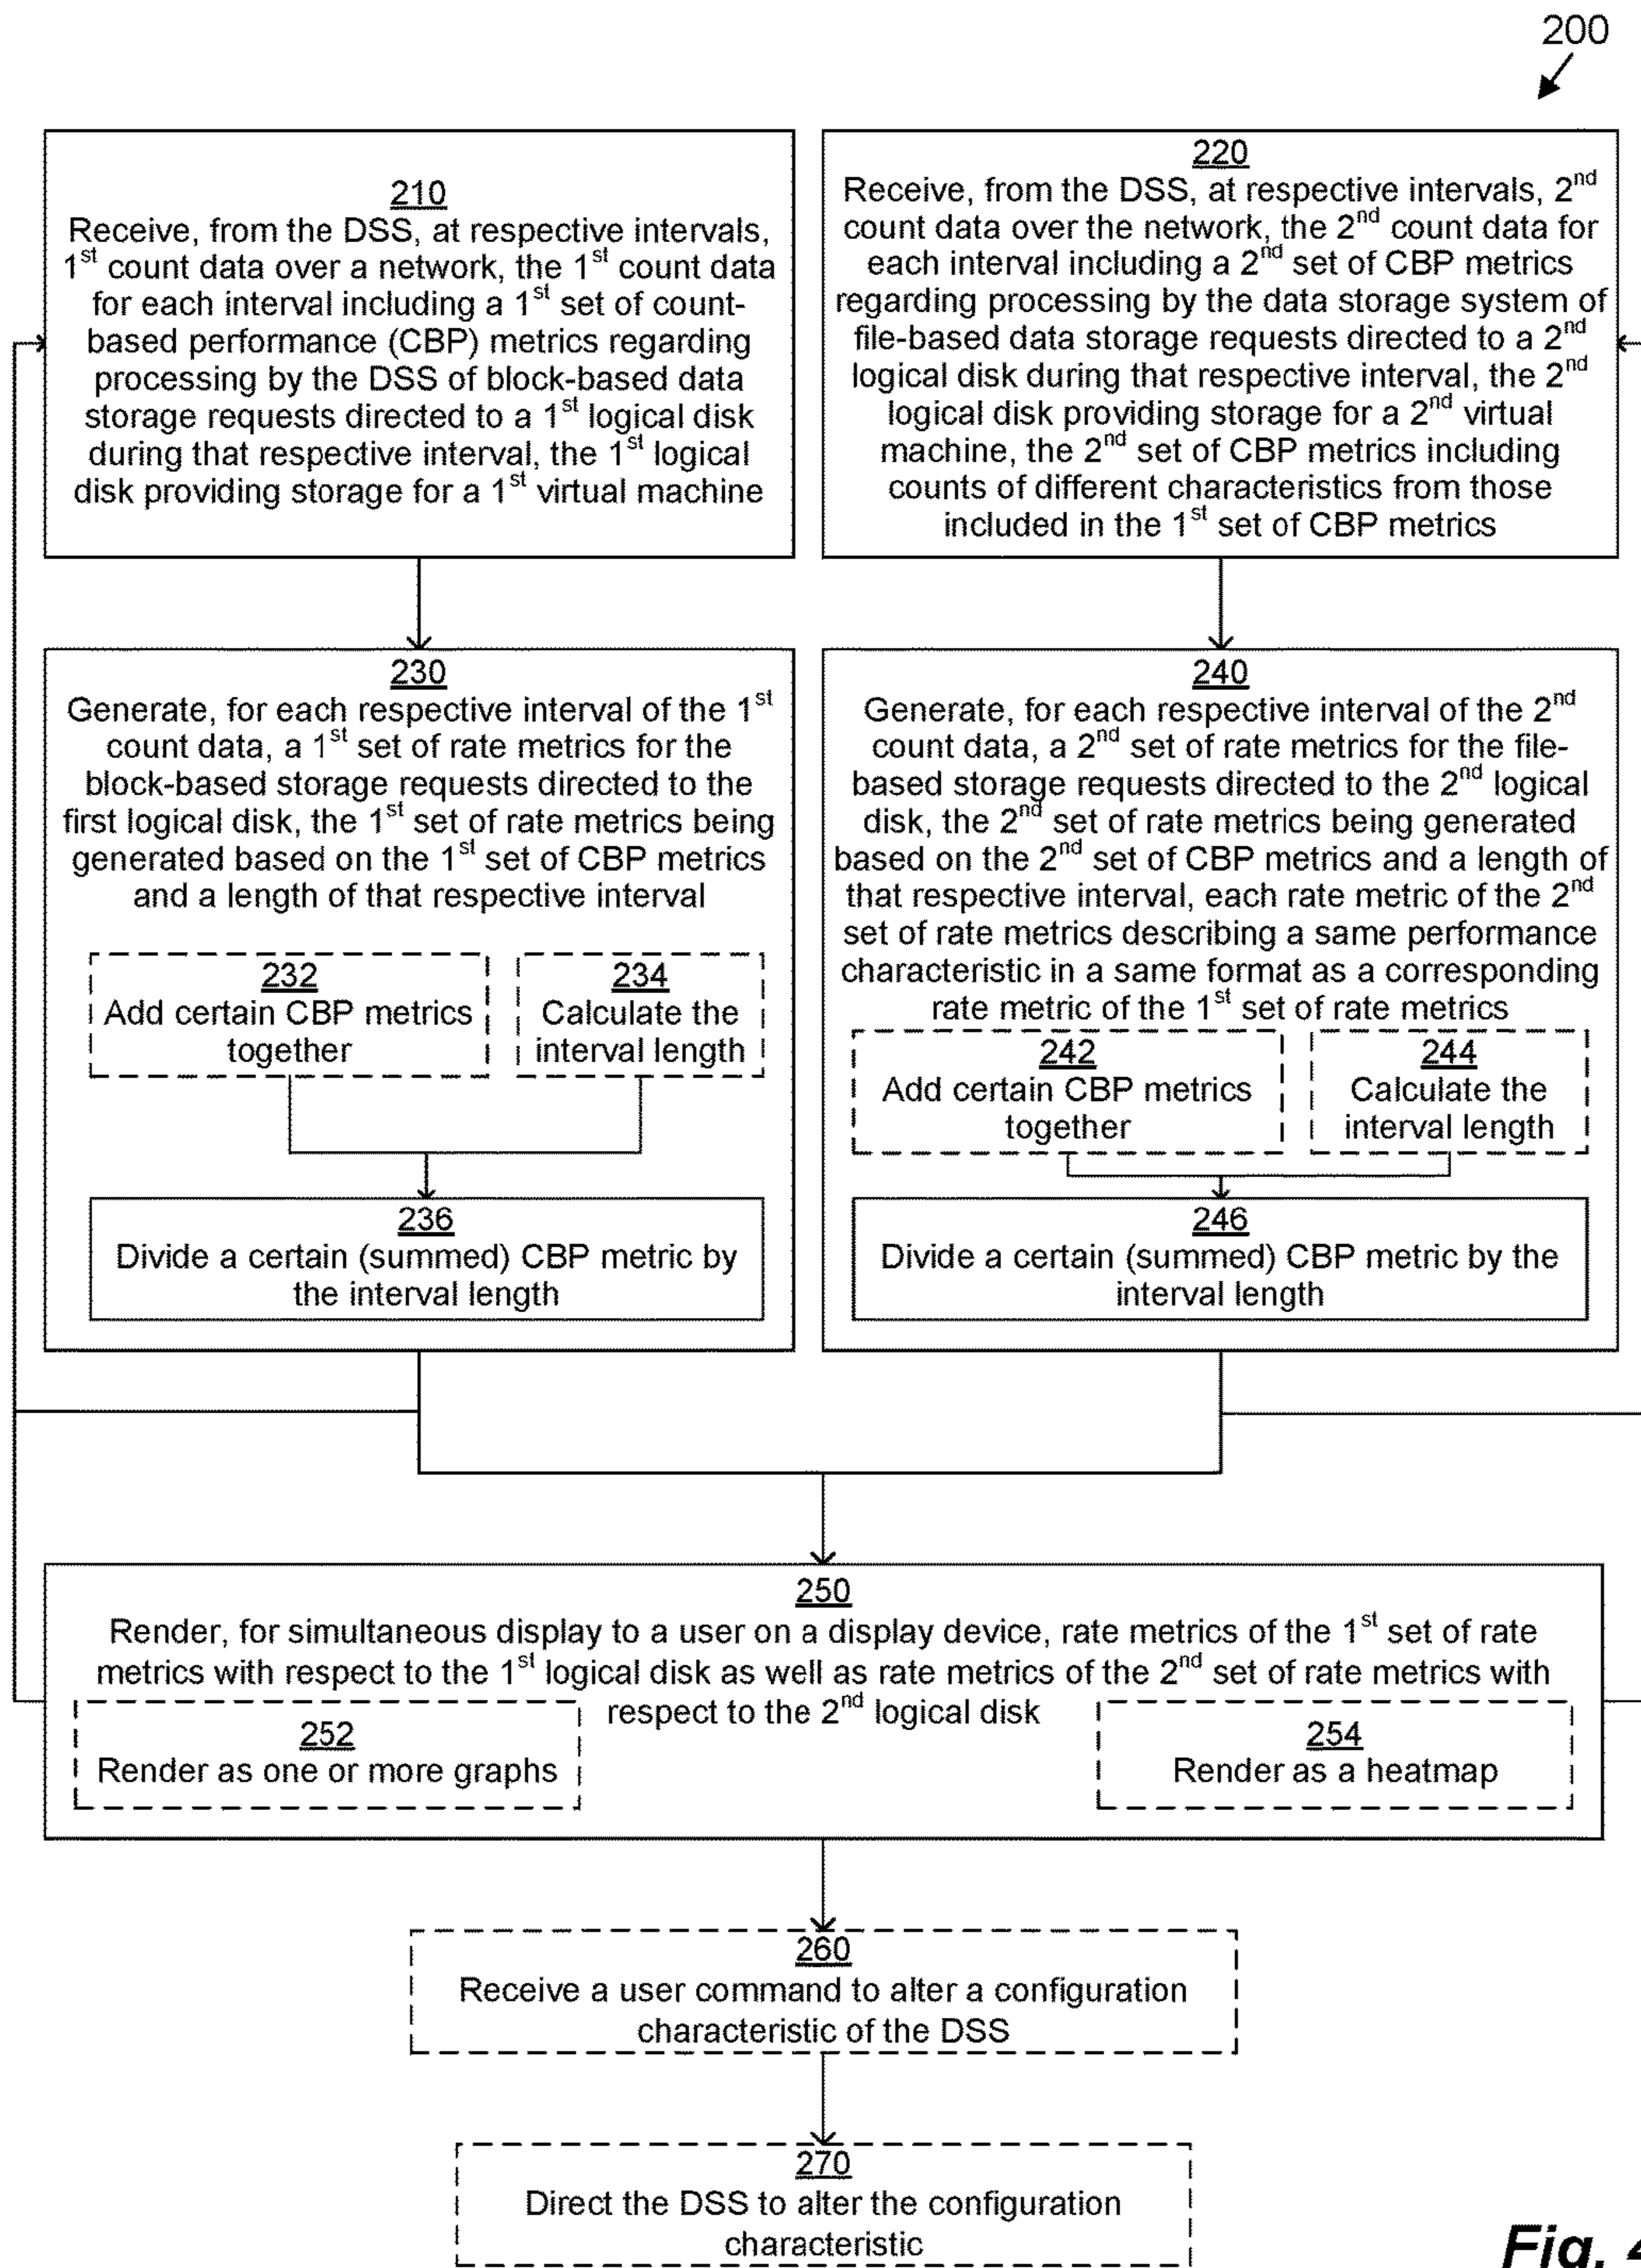 200
210
Receive, from the DSS, at respective intervals,
1st count data over a network, the 1st count data
for each interval including a 1st set of count-
based performance (CBP) metrics regarding
processing by the DSS of block-based data
storage requests directed to a 1st logical disk
during that respective interval, the 1st logical
disk providing storage for a 1st virtual machine
220
Receive, from the DSS, at respective intervals, 2nd
count data over the network, the 2nd count data for
each interval including a 2nd set of CBP metrics
regarding processing by the data storage system of
file-based data storage requests directed to a 2nd
logical disk during that respective interval, the 2nd
logical disk providing storage for a 2nd virtual
machine, the 2nd set of CBP metrics including
counts of different characteristics from those
included in the 1st set of CBP metrics
230
Generate, for each respective interval of the 1st
count data, a 1st set of rate metrics for the
block-based storage requests directed to the
first logical disk, the 1st set of rate metrics being
generated based on the 1st set of CBP metrics
and a length of that respective interval
232
Add certain CBP metrics
together
234
Calculate the
interval length
236
Divide a certain (summed) CBP metric by
the interval length
240
Generate, for each respective interval of the 2nd
count data, a 2nd set of rate metrics for the file-
based storage requests directed to the 2nd logical
disk, the 2nd set of rate metrics being generated
based on the 2nd set of CBP metrics and a length of
that respective interval, each rate metric of the 2nd
set of rate metrics describing a same performance
characteristic in a same format as a corresponding
rate metric of the 1st set of rate metrics
242
Add certain CBP metrics
together
244
Calculate the
interval length
246
Divide a certain (summed) CBP metric by the
interval length
250
Render, for simultaneous display to a user on a display device, rate metrics of the 1st set of rate
metrics with respect to the 1st logical disk as well as rate metrics of the 2nd set of rate metrics with
respect to the 2nd logical disk
252
Render as one or more graphs
254
Render as a heatmap
260
Receive a user command to alter a configuration
characteristic of the DSS
270
Direct the DSS to alter the configuration
characteristic
Fig.